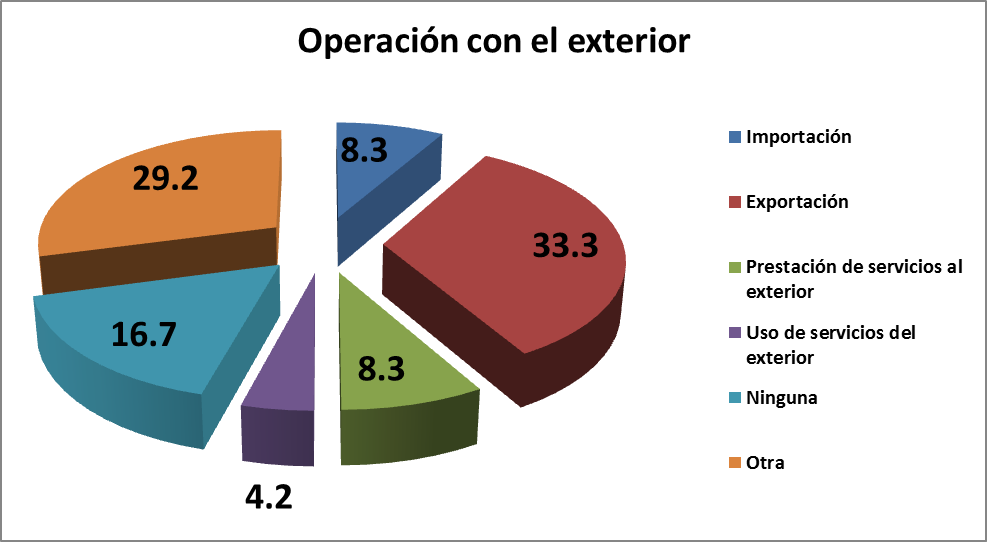 Operación con el exterior
8.3
33.3
8.3
4.2
16.7
29.2
Importación
Exportación
Prestación de servicios al
exterior
Uso de servicios del
exterior
Ninguna
Otra